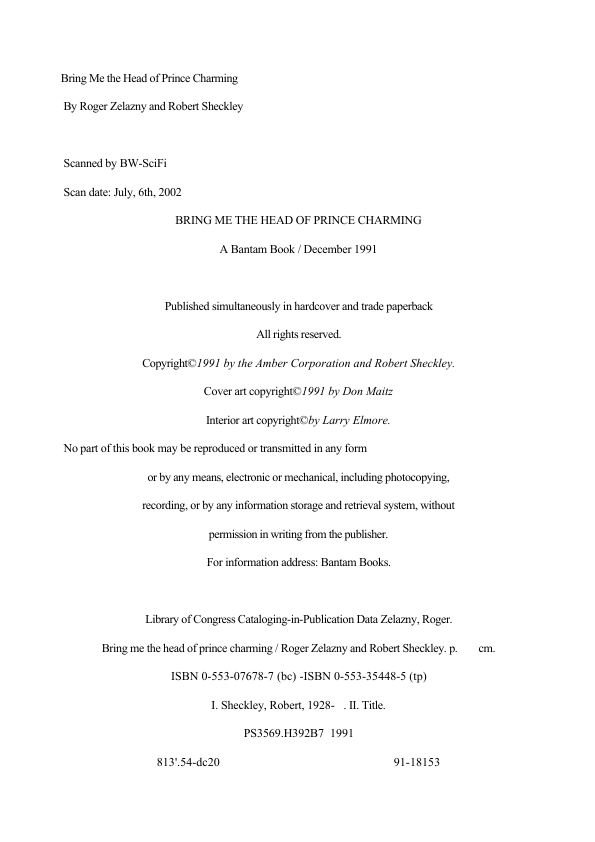 Bring Me the Head of Prince Charming
By Roger Zelazny and Robert Sheckley
Scanned by BW-SciFi
Scan date: July, 6th, 2002
BRING ME THE HEAD OF PRINCE CHARMING
A Bantam Book / December 1991
Published simultaneously in hardcover and trade paperback
All rights reserved.
Copyright©1991 by the Amber Corporation and Robert Sheckley.
Cover art copyright©1991 by Don Maitz
Interior art copyright©by Larry Elmore.
No part of this book may be reproduced or transmitted in any form
or by any means, electronic or mechanical, including photocopying,
recording, or by any information storage and retrieval system, without
permission in writing from the publisher.
For information address: Bantam Books.
Library of Congress Cataloging-in-Publication Data Zelazny, Roger.
Bring me the head of prince charming / Roger Zelazny and Robert Sheckley. p. cm.
ISBN 0-553-07678-7 (bc) -ISBN 0-553-35448-5 (tp)
I. Sheckley, Robert, 1928- . II. Title.
PS3569.H392B7 1991
813'.54-dc20 91-18153